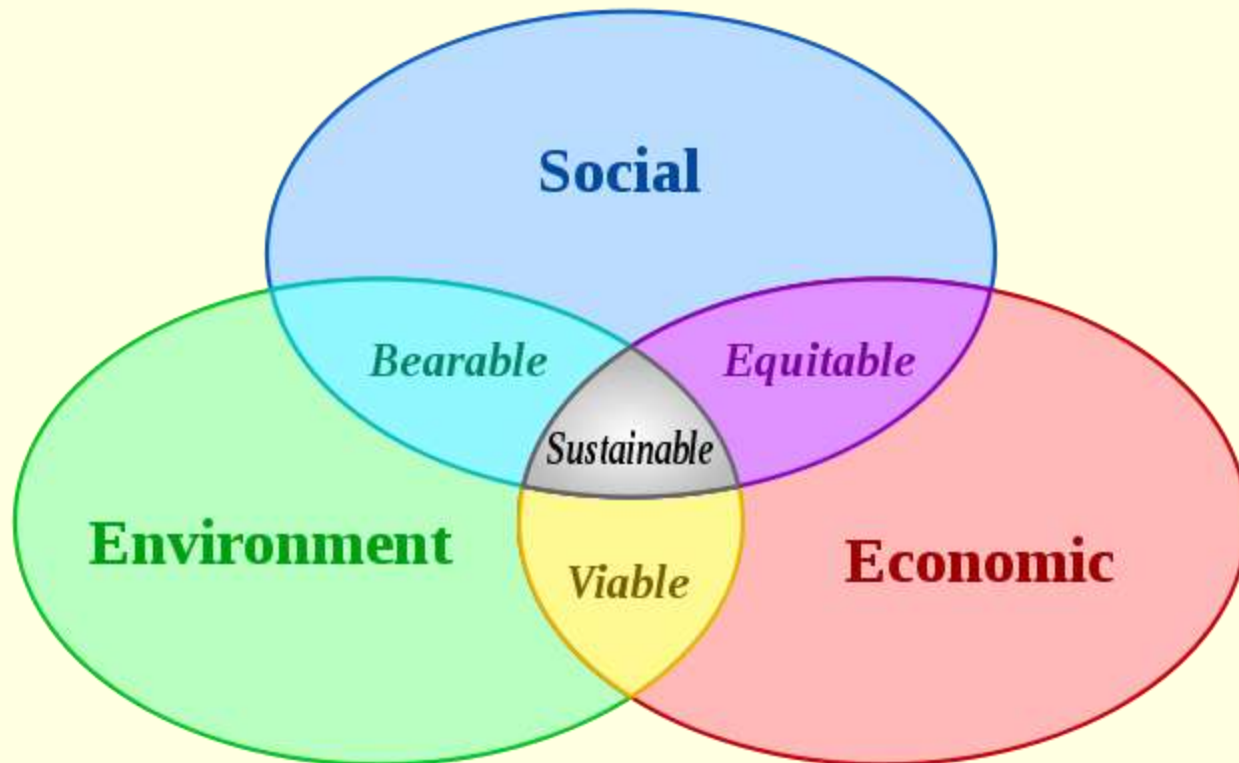 Social
Bearable
Equitable
Sustainable
Environment
Economic
Viable